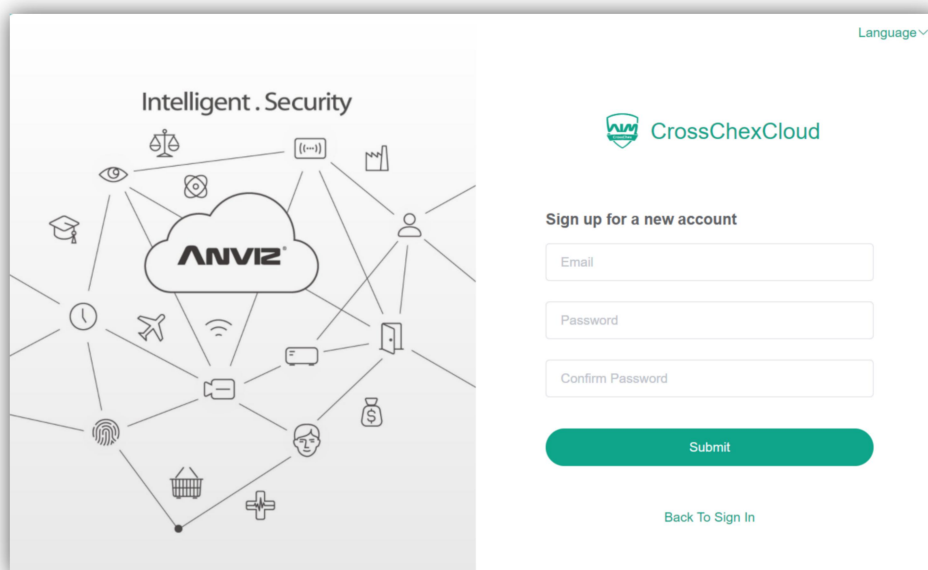 Language
Intelligent . Security
ANVIZ®
CrossChexCloud
Sign up for a new account
Email
Password
Confirm Password
Submit
Back To Sign In